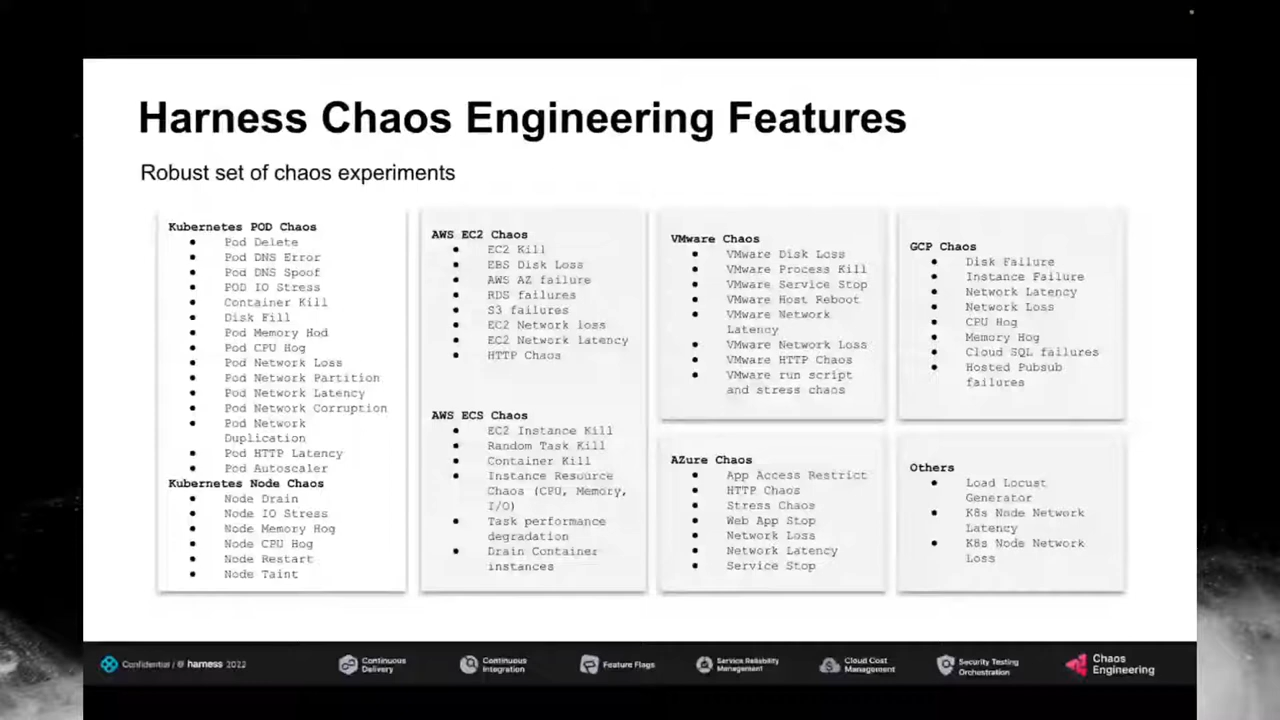 Harness Chaos Engineering Features
Robust set of chaos experiments
Kubernetes POD Chaos
● Pod Delete
● Pod DNS Error
● Pod DNS Spoof
● POD IO Stress
● Container Kill
● Disk Fill
● Pod Memory Hod
● Pod CPU Hog
● Pod Network Loss
● Pod Network Partition
● Pod Network Latency
● Pod Network Corruption
● Pod Network
Duplication
● Pod HTTP Latency
● Pod Autoscaler
Kubernetes Node Chaos
● Node Drain
● Node IO Stress
● Node Memory Hog
● Node CPU Hog
● Node Restart
● Node Taint
AWS EC2 Chaos
● EC2 Kill
● EBS Disk Loss
● AWS AZ failure
● RDS failures
● S3 failures
● EC2 Network loss
● EC2 Network latency
● HTTP Chaos
AWS ECS Chaos
● EC2 Instance Kill
● Random Task Kill
● Container Kill
● Instance Resource
Chaos (CPU, Memory,
I/O)
● Task performance
degradation
● Drain Container
instances
VMware Chaos
● VMware Disk Loss
● VMware Process Kill
● VMware Service Stop
● VMware Host Reboot
● VMware Network
Latency
● VMware Network Loss
● VMware HTTP Chaos
● VMware run script
and stress chaos
AZure Chaos
● App Access Restrict
● HTTP Chaos
● Stress Chaos
● Web App Stop
● Network Loss
● Network Latency
● Service Stop
GCP Chaos
● Disk Failure
● Instance Failure
● Network Latency
● Network Loss
● CPU Hog
● Memory Hog
● Cloud SQL failures
● Hosted Pubsub
failures
Others
● Load Locust
Generator
● K8s Node Network
Latency
● K8s Node Network
Loss
Confidential / © harness 2022
Continuous
Delivery
Continuous
Integration
Feature Flags
Service Reliability
Management
Cloud Cost
Management
Security Testing
Orchestration
Chaos
Engineering